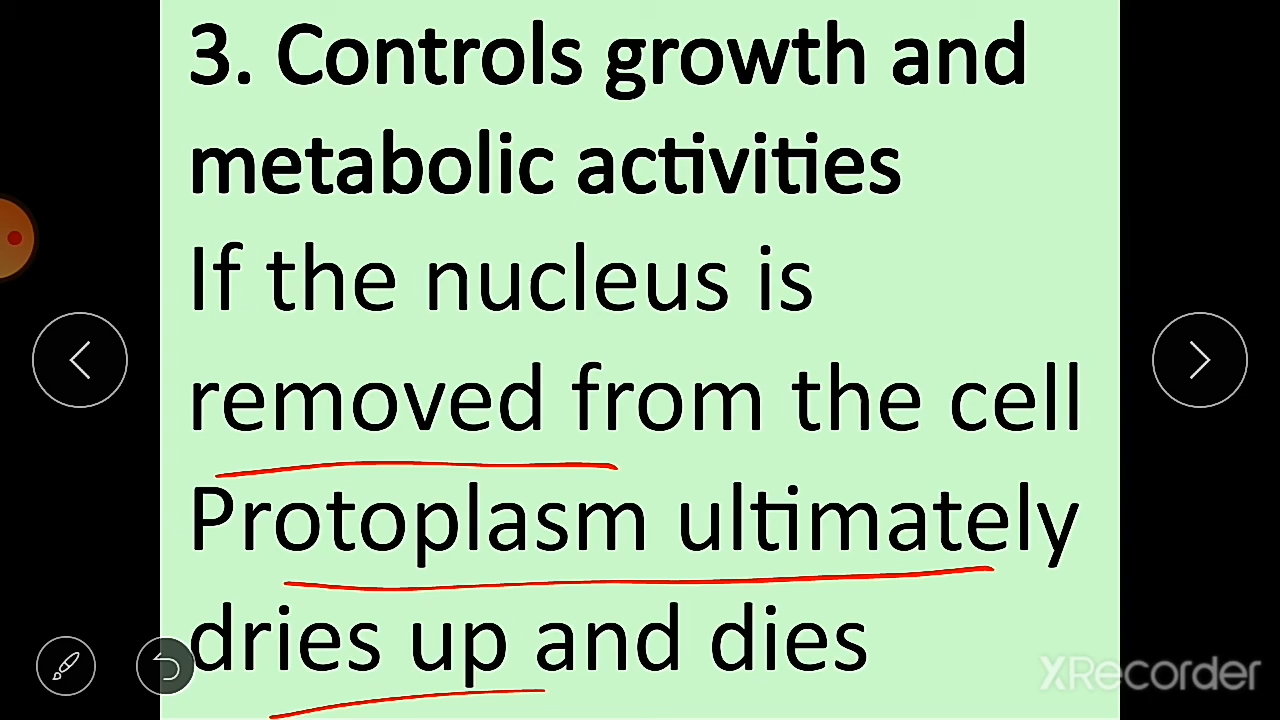 3. Controls growth and
metabolic activities
If the nucleus is
removed from the cell
Protoplasm ultimately
dries up and dies
XRecorder